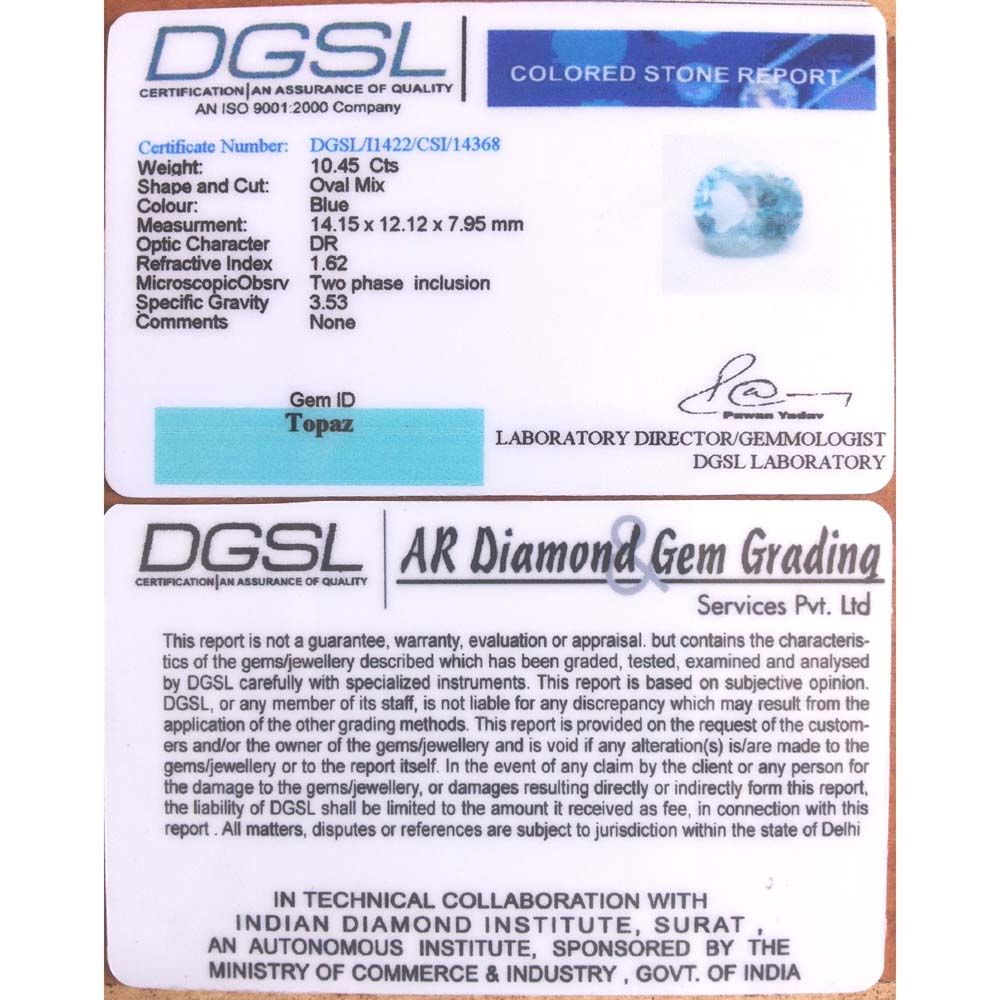 DGSL
CERTIFICATION|AN ASSURANCE OF QUALITY
AN ISO 9001:2000 Company
COLORED STONE REPORT
Certificate Number: DGSL/I1422/CSI/14368
Weight: 10.45 Cts
Shape and Cut: Oval Mix
Colour: Blue
Measurment: 14.15 x 12.12 x 7.95 mm
Optic Character DR
Refractive Index 1.62
MicroscopicObsrv Two phase inclusion
Specific Gravity 3.53
Comments None
Gem ID
Topaz
Pawan Yadav
LABORATORY DIRECTOR/GEMMOLOGIST
DGSL LABORATORY
DGSL
CERTIFICATION|AN ASSURANCE OF QUALITY
AR Diamond & Gem Grading
Services Pvt. Ltd
This report is not a guarantee, warranty, evaluation or appraisal. but contains the characteris-
tics of the gems/jewellery described which has been graded, tested, examined and analysed
by DGSL carefully with specialized instruments. This report is based on subjective opinion.
DGSL, or any member of its staff, is not liable for any discrepancy which may result from the
application of the other grading methods. This report is provided on the request of the custom-
ers and/or the owner of the gems/jewellery and is void if any alteration(s) is/are made to the
gems/jewellery or to the report itself. In the event of any claim by the client or any person for
the damage to the gems/jewellery, or damages resulting directly or indirectly form this report,
the liability of DGSL shall be limited to the amount it received as fee, in connection with this
report . All matters, disputes or references are subject to jurisdiction within the state of Delhi
IN TECHNICAL COLLABORATION WITH
INDIAN DIAMOND INSTITUTE, SURAT ,
AN AUTONOMOUS INSTITUTE, SPONSORED BY THE
MINISTRY OF COMMERCE & INDUSTRY , GOVT. OF INDIA